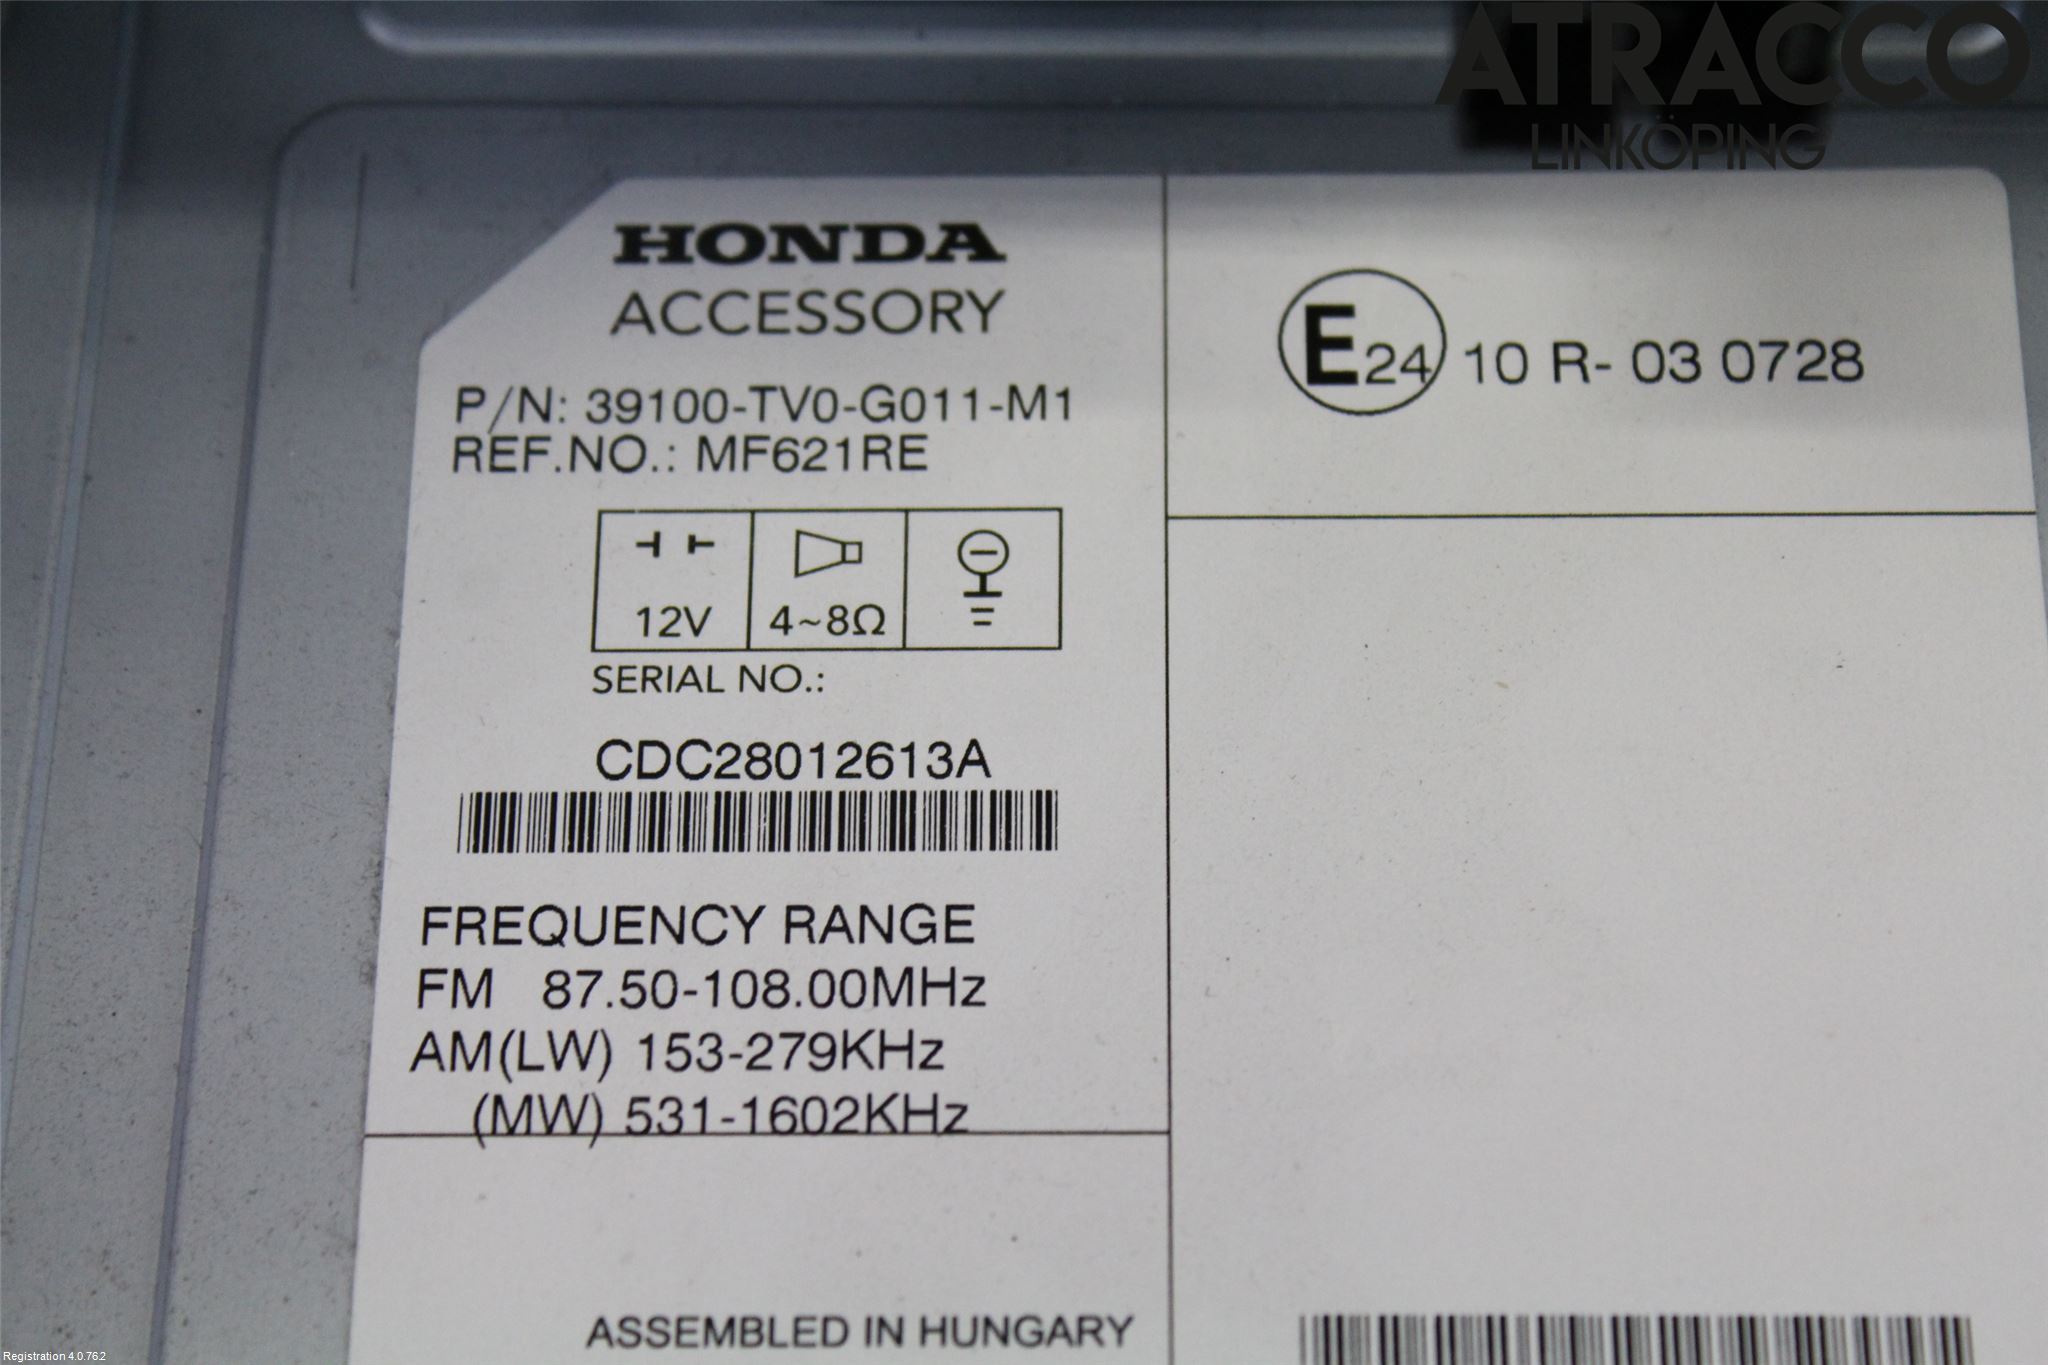 ATRACCO
LINKÖPING
HONDA
ACCESSORY
P/N: 39100-TV0-G011-M1
REF.NO.: MF621RE
12V
4~8Ω
SERIAL NO.:
CDC28012613A
FREQUENCY RANGE
FM 87.50-108.00MHz
AM(LW) 153-279KHz
(MW) 531-1602KHz
ASSEMBLED IN HUNGARY
E24 10 R- 03 0728
Registration 4.0.762